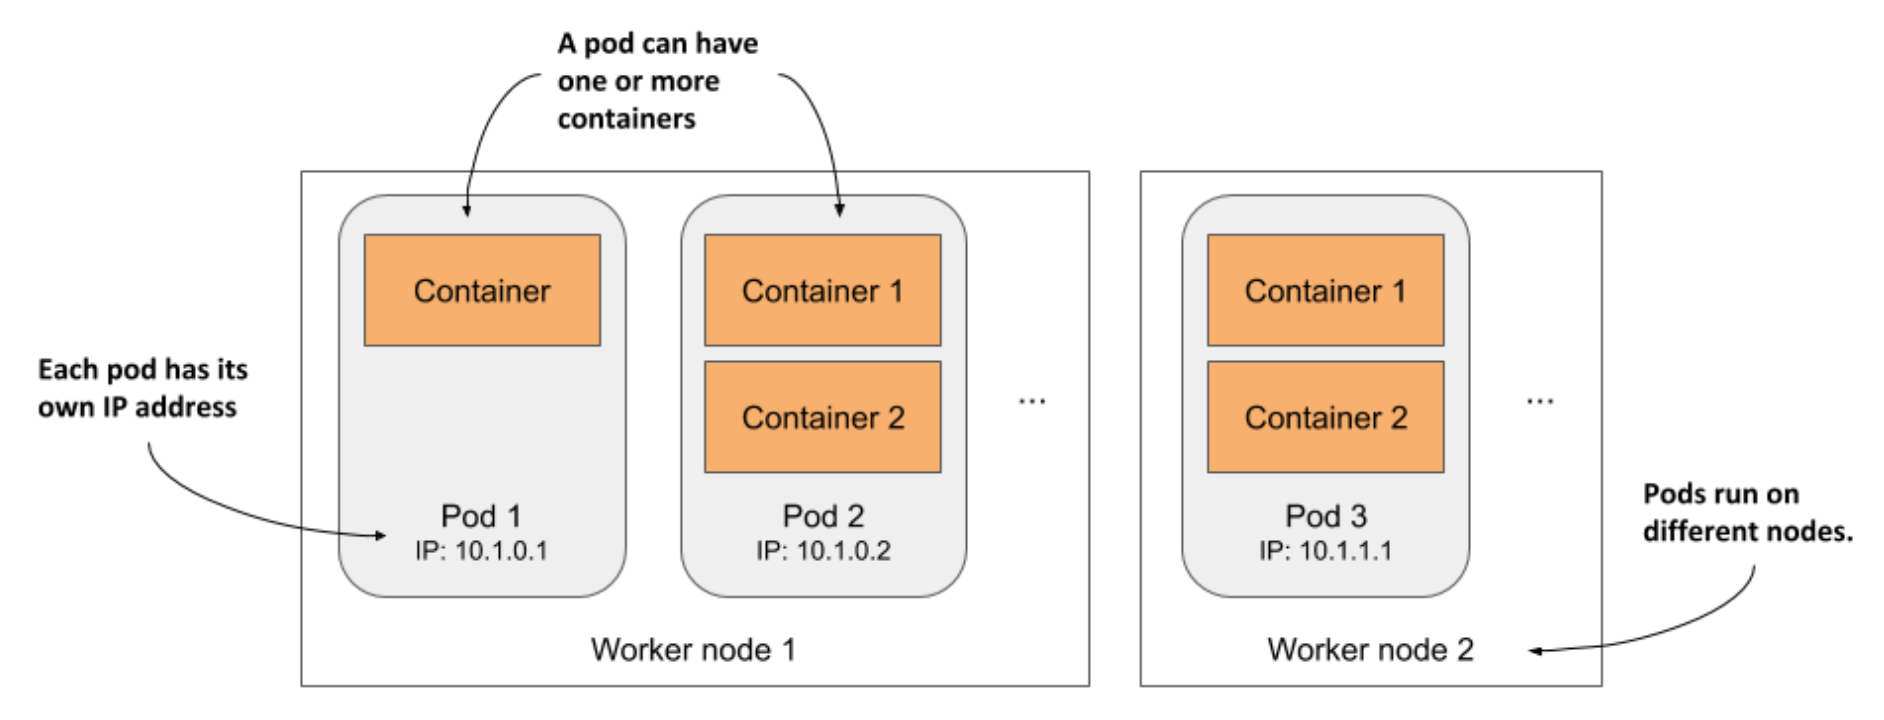 A pod can have
one or more
containers
Container
Container 1
Container 1
Each pod has its
own IP address
Container 2
...
Container 2
...
Pod 1
IP: 10.1.0.1
Pod 2
IP: 10.1.0.2
Pod 3
IP: 10.1.1.1
Pods run on
different nodes.
Worker node 1
Worker node 2